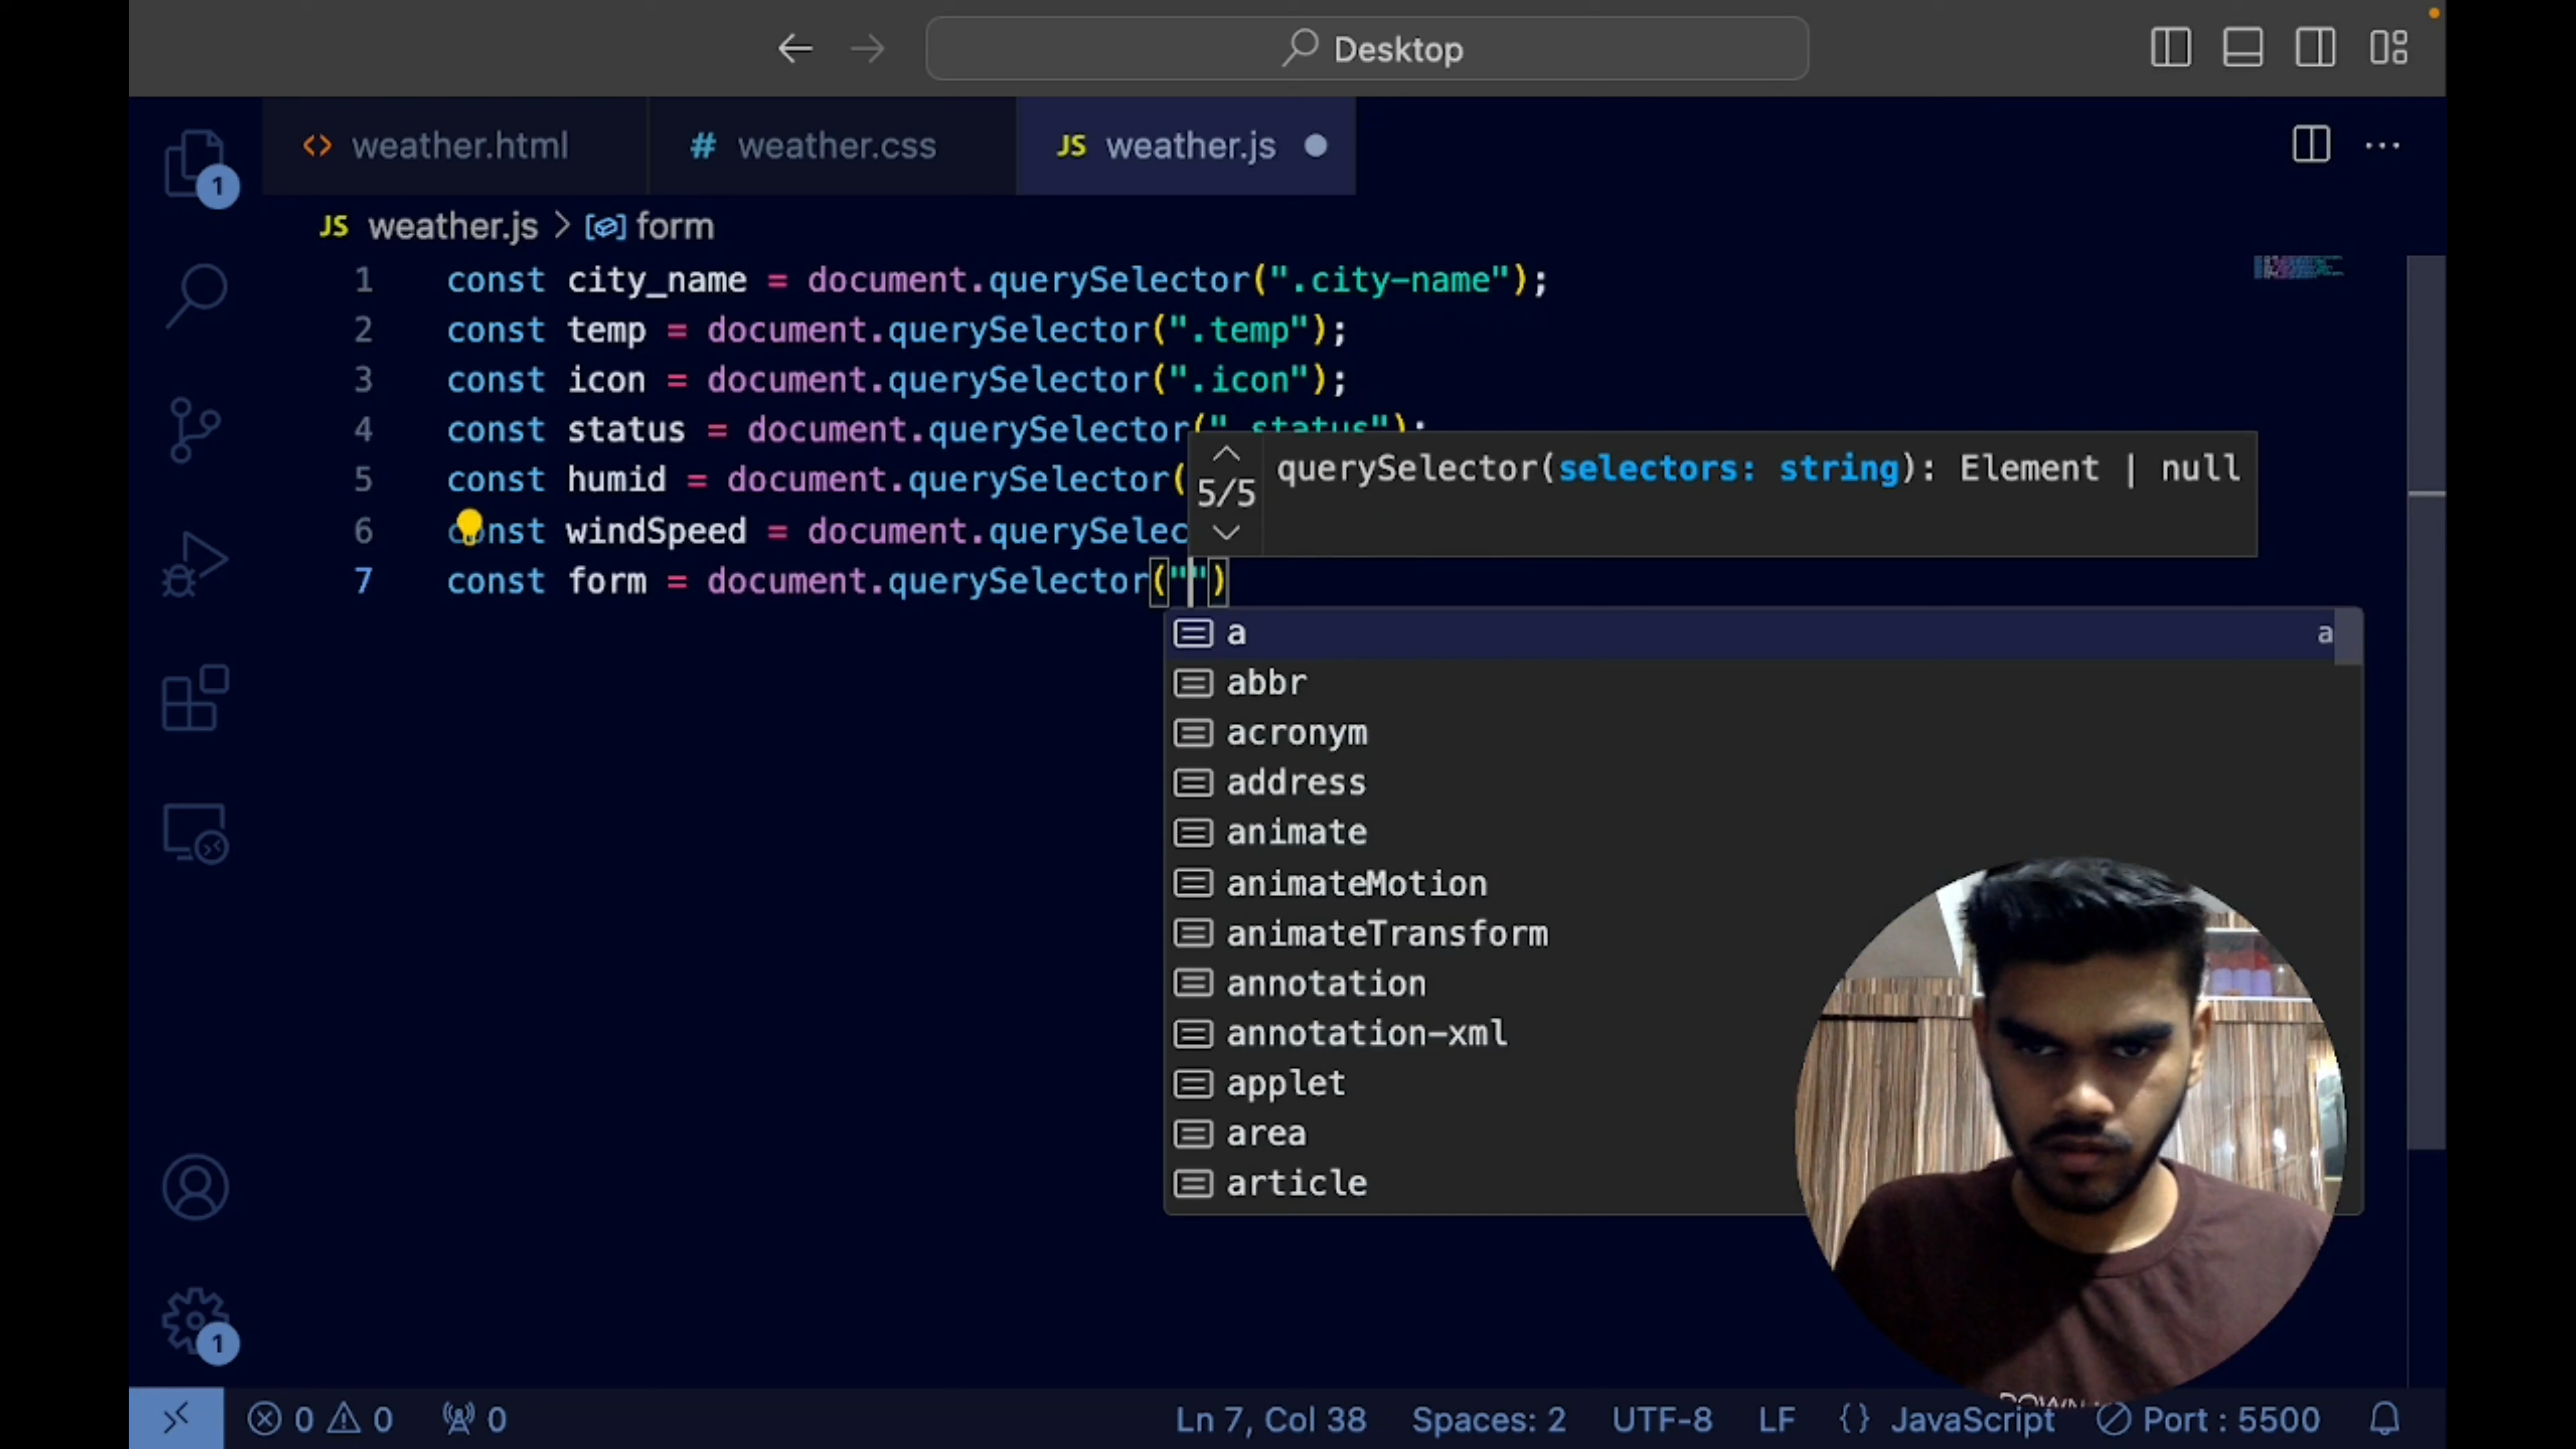 Desktop
weather.html
# weather.css
JS weather.js
1
JS weather.js > form
1 const city_name = document.querySelector(".city-name");
2 const temp = document.querySelector(".temp");
3 const icon = document.querySelector(".icon");
4 const status = document.querySelector(".status");
5 const humid = document.querySelector(
querySelector(selectors: string): Element | null
5/5
6 const windSpeed = document.querySelec
7 const form = document.querySelector("")
a a
abbr
acronym
address
animate
animateMotion
animateTransform
annotation
annotation-xml
applet
area
article
1
0 0 0 Ln 7, Col 38 Spaces: 2 UTF-8 LF {} JavaScript Port : 5500